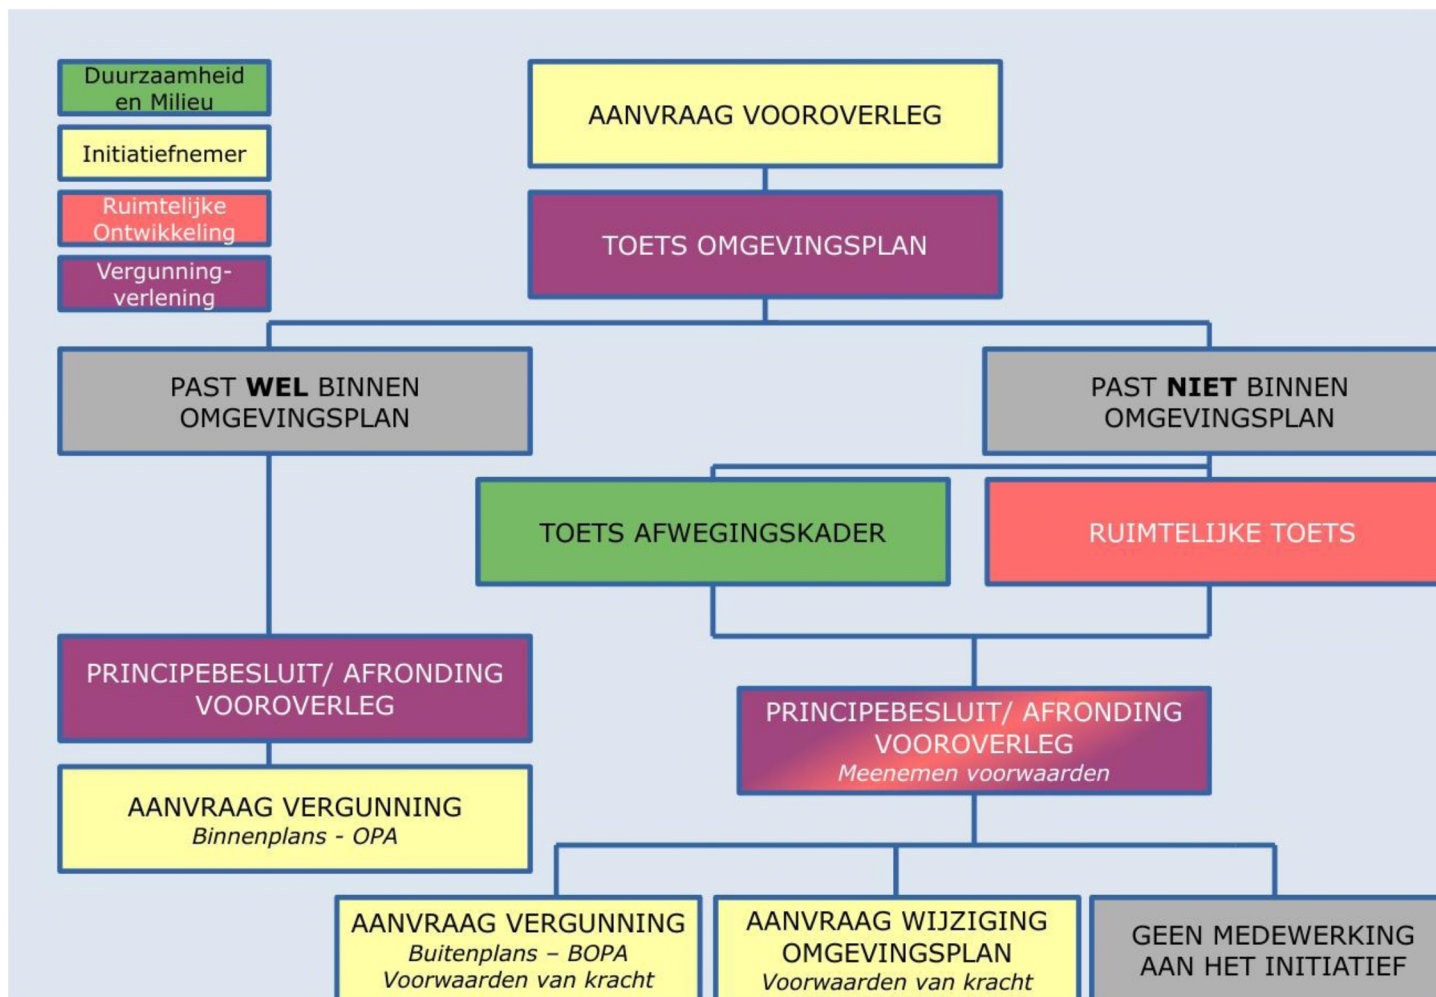 Duurzaamheid
en Milieu
Initiatiefnemer
Ruimtelijke
Ontwikkeling
Vergunning-
verlening
AANVRAAG VOOROVERLEG
TOETS OMGEVINGSPLAN
PAST WEL BINNEN
OMGEVINGSPLAN
PAST NIET BINNEN
OMGEVINGSPLAN
TOETS AFWEGINGSKADER
RUIMTELIJKE TOETS
PRINCIPEBESLUIT/ AFRONDING
VOOROVERLEG
AANVRAAG VERGUNNING
Binnenplans - OPA
PRINCIPEBESLUIT/ AFRONDING
VOOROVERLEG
Meenemen voorwaarden
AANVRAAG VERGUNNING
Buitenplans – BOPA
Voorwaarden van kracht
AANVRAAG WIJZIGING
OMGEVINGSPLAN
Voorwaarden van kracht
GEEN MEDEWERKING
AAN HET INITIATIEF